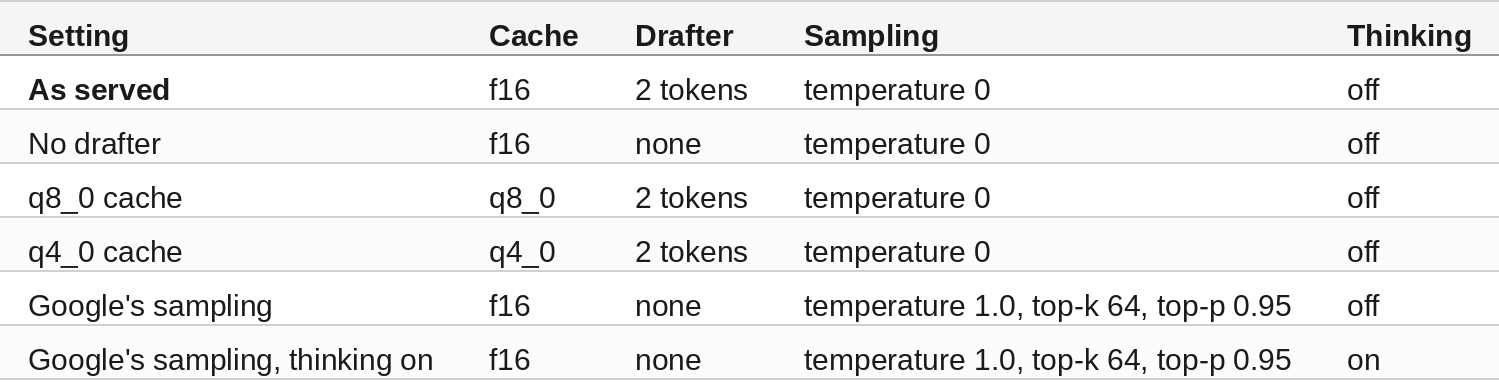 Setting Cache Drafter Sampling Thinking
As served f16 2 tokens temperature 0 off
No drafter f16 none temperature 0 off
q8_0 cache q8_0 2 tokens temperature 0 off
q4_0 cache q4_0 2 tokens temperature 0 off
Google's sampling f16 none temperature 1.0, top-k 64, top-p 0.95 off
Google's sampling, thinking on f16 none temperature 1.0, top-k 64, top-p 0.95 on